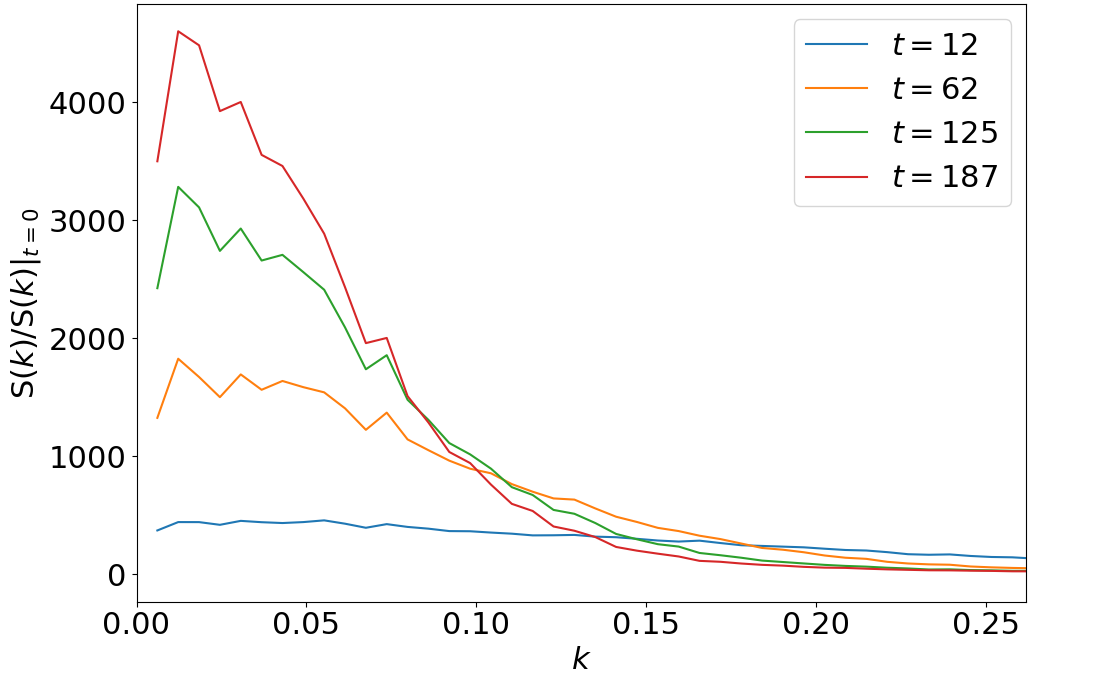 t = 12
t = 62
t = 125
t = 187
S(k)/S(k)|t = 0
4000
3000
2000
1000
0
0.00 0.05 0.10 0.15 0.20 0.25
k